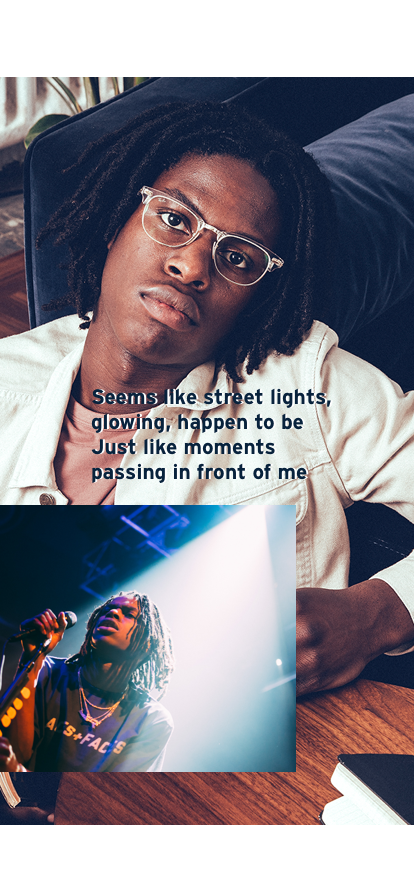 Seems like street lights,
glowing, happen to be
Just like moments
passing in front of me